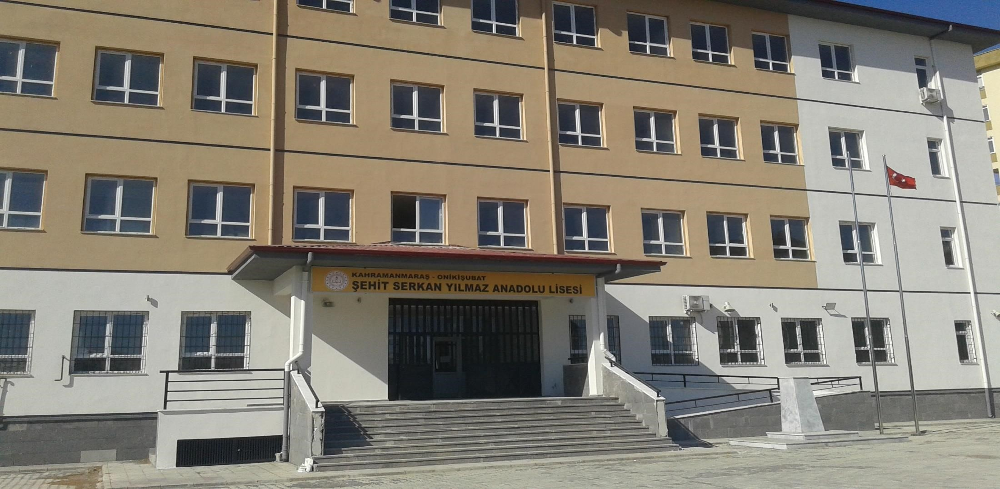 KAHRAMANMARAŞ - ONİKİŞUBAT
ŞEHİT SERKAN YILMAZ ANADOLU LİSESİ